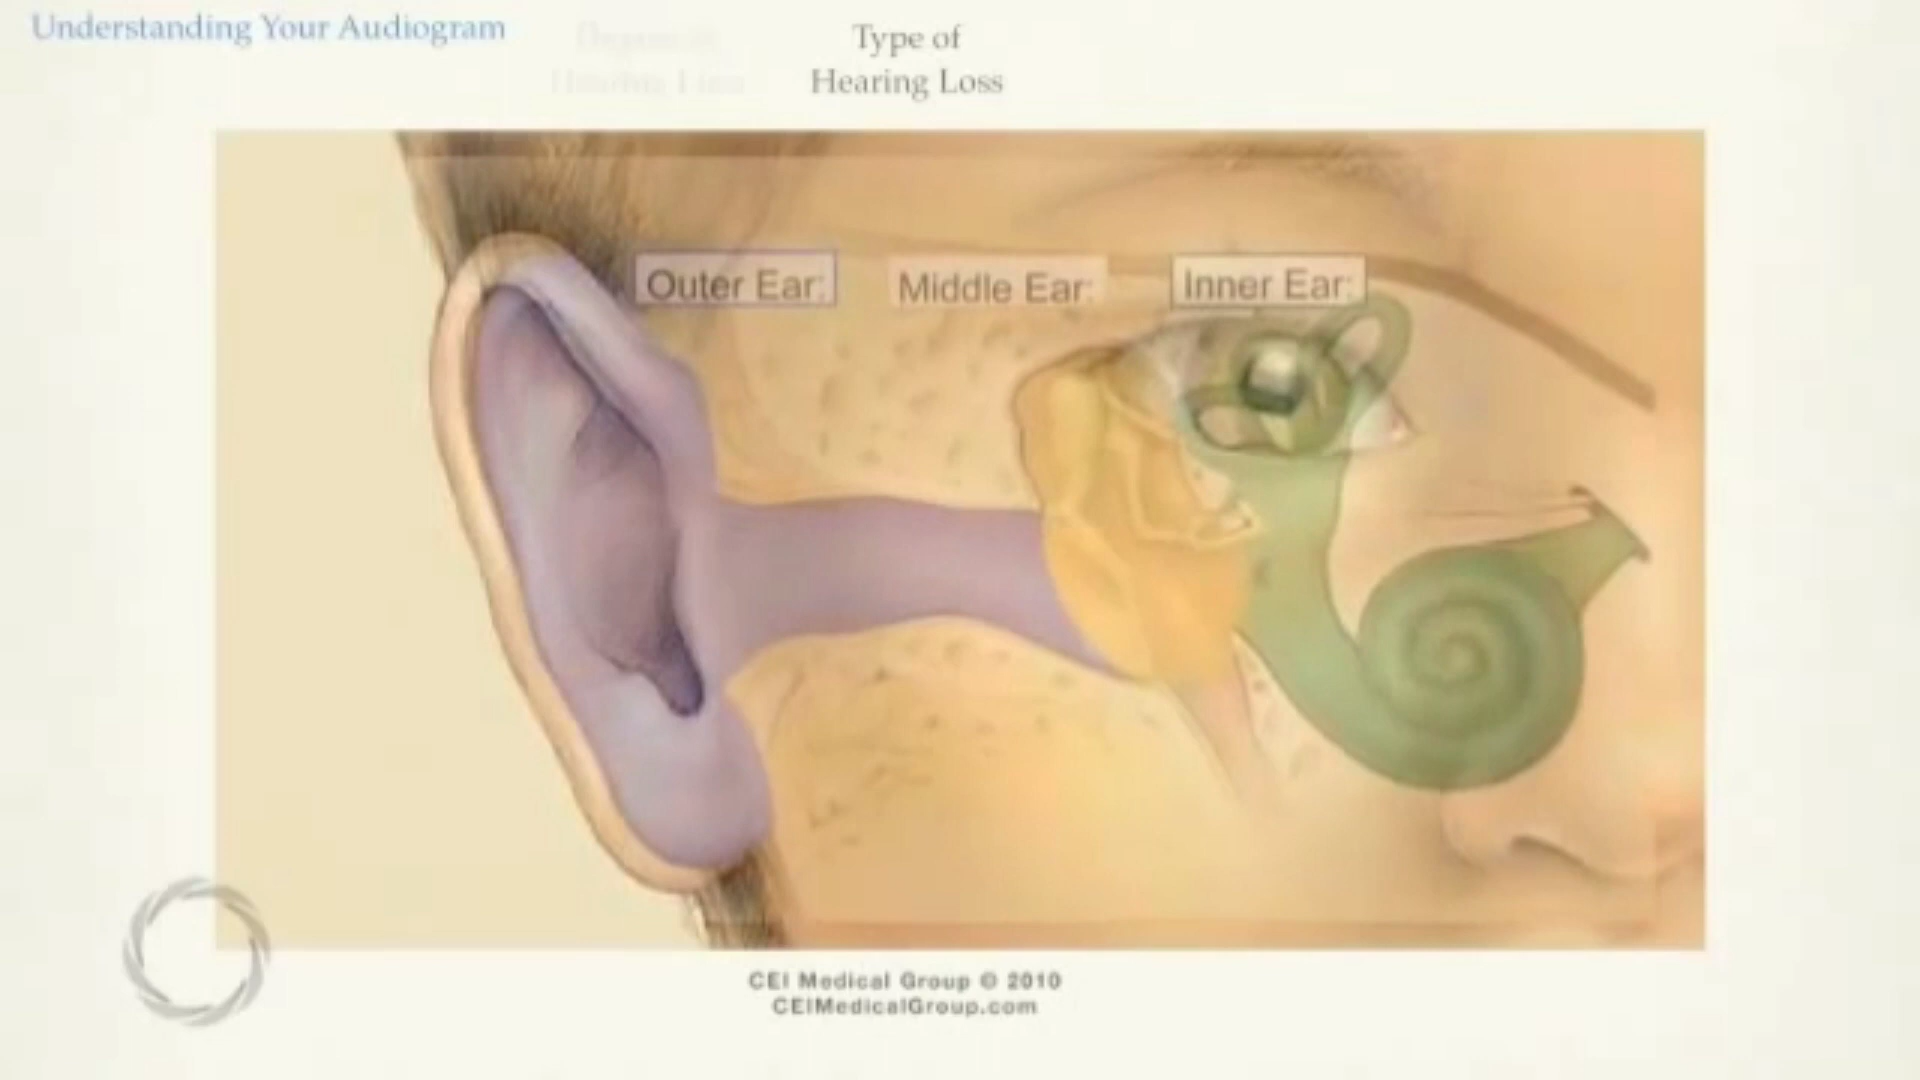 Understanding Your Audiogram
Type of
Hearing Loss
Outer Ear:
Middle Ear:
Inner Ear:
CEI Medical Group © 2010
CEIMedicalGroup.com